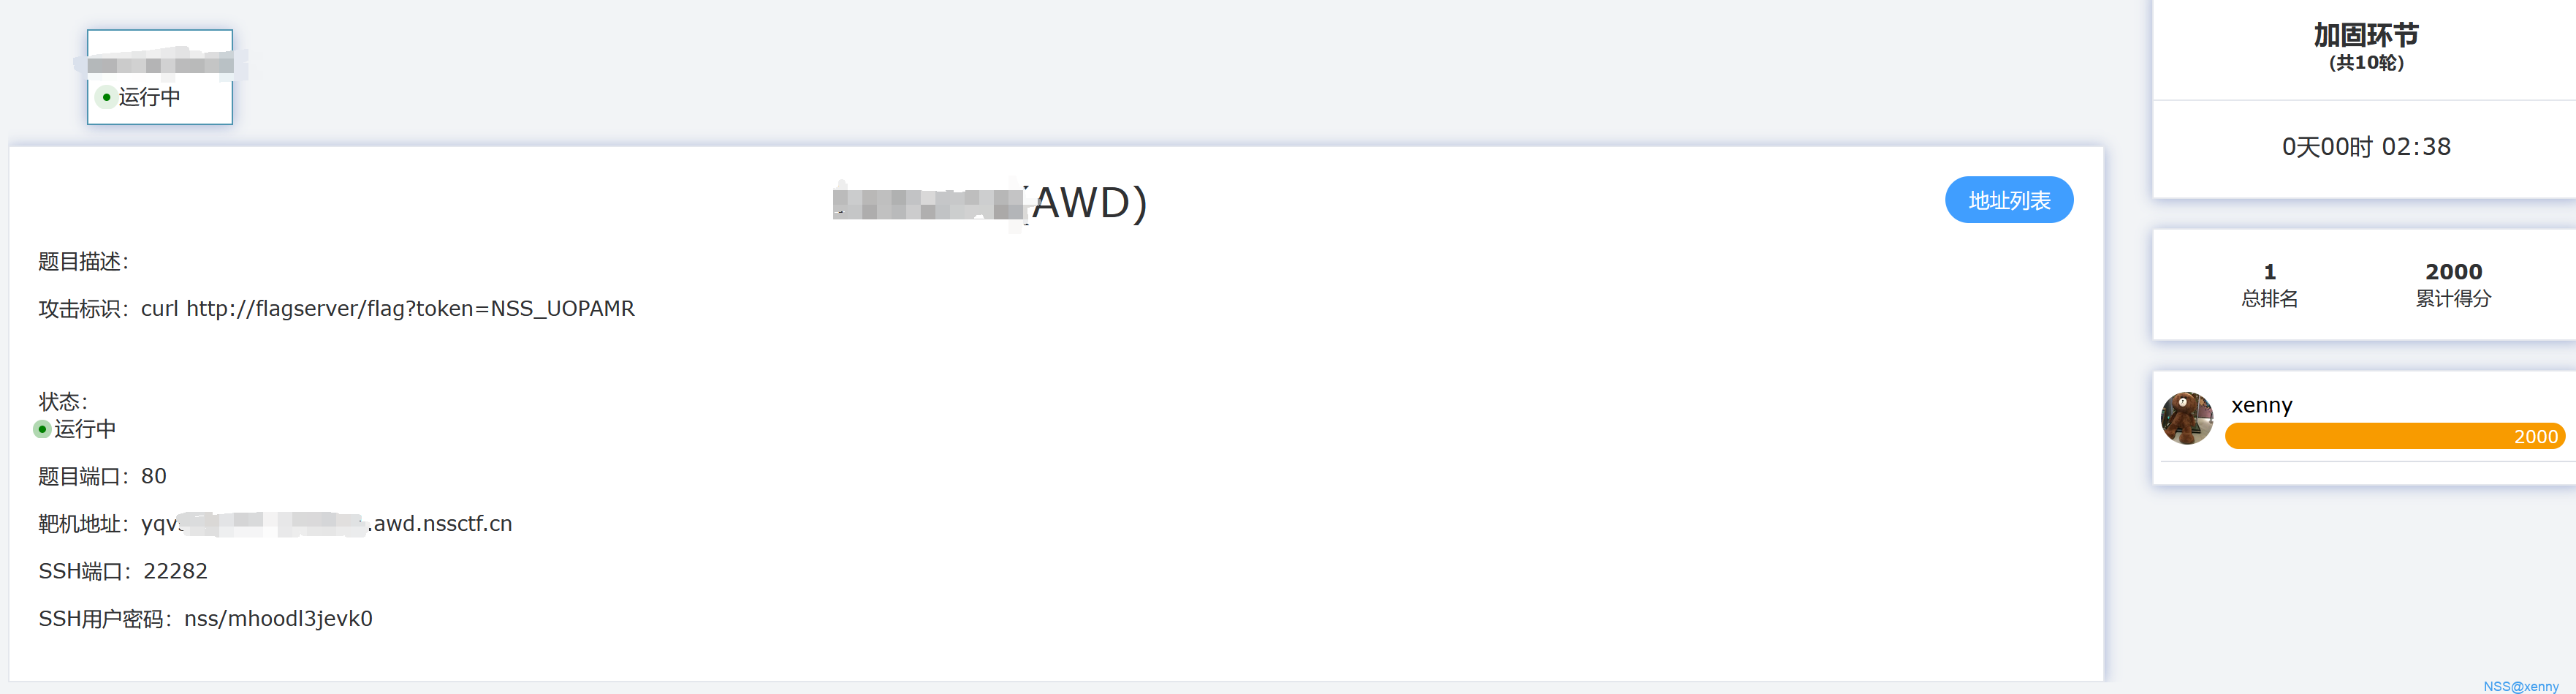 运行中
(AWD)
地址列表
题目描述：
攻击标识：curl http://flagserver/flag?token=NSS_UOPAMR
状态：
运行中
题目端口：80
靶机地址：yqv .awd.nssctf.cn
SSH端口：22282
SSH用户密码：nss/mhoodl3jevk0
加固环节
（共10轮）
0天00时 02:38
1 2000
总排名 累计得分
xenny
2000
NSS@xenny